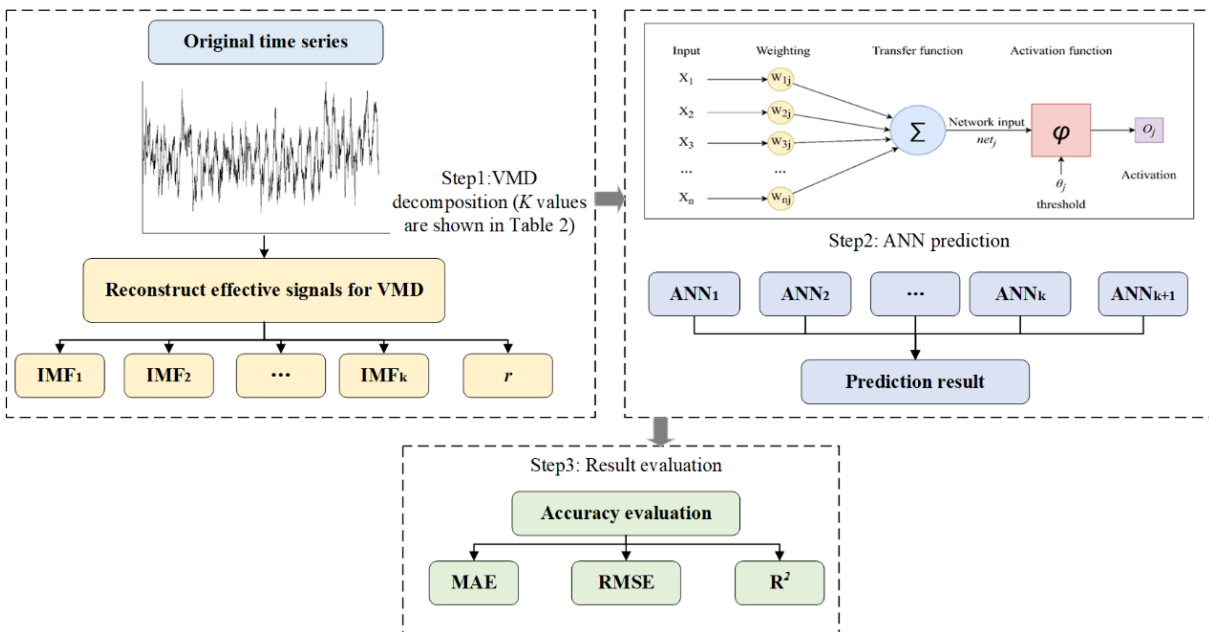 Original time series
Step1:VMD
decomposition (K values
are shown in Table 2)
Reconstruct effective signals for VMD
IMF1 IMF2 ... IMFk r
Input Weighting Transfer function Activation function
X1 W1j
X2 W2j
X3 W3j
... ...
Xn Wnj
Σ
Network input
netj
φ
Oj
θj
threshold
Activation
Step2: ANN prediction
ANN1 ANN2 ... ANNk ANNk+1
Prediction result
Step3: Result evaluation
Accuracy evaluation
MAE RMSE R²